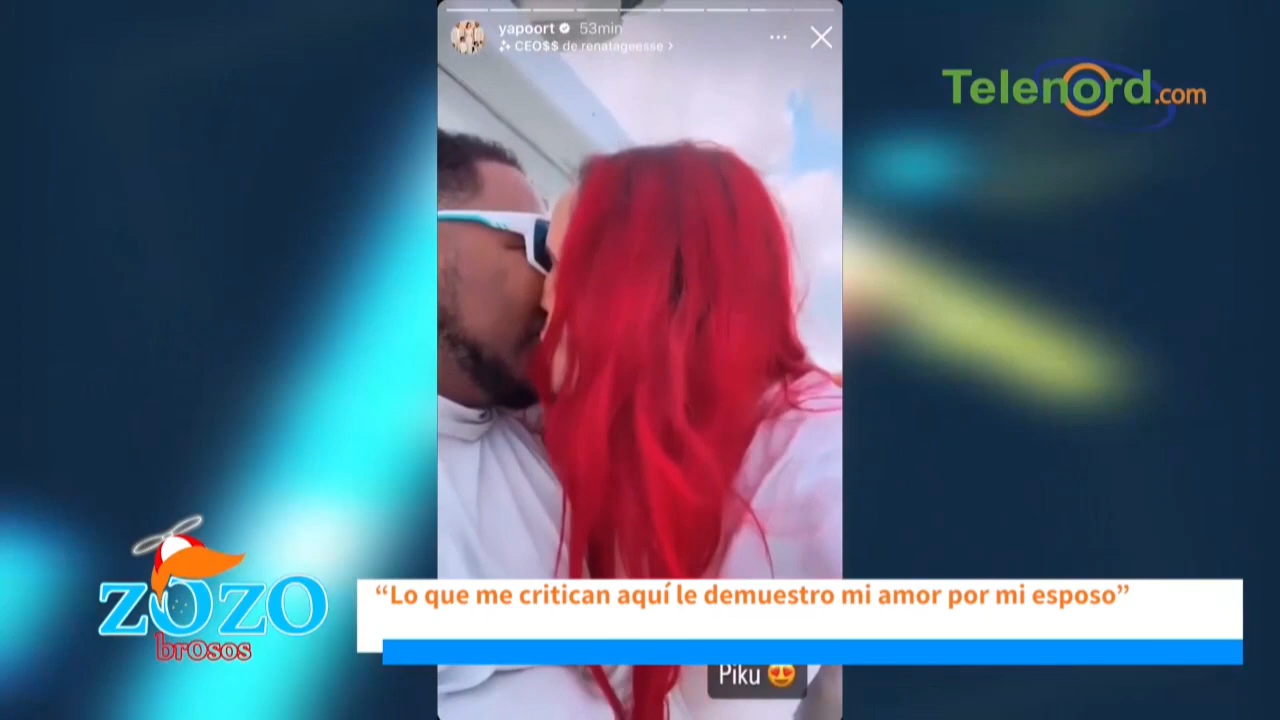 yapoort 53min
CEO$$ de renatageesse >
Telenord.com
ZOZO
brOsos
“Lo que me critican aquí le demuestro mi amor por mi esposo”
Piku 😍